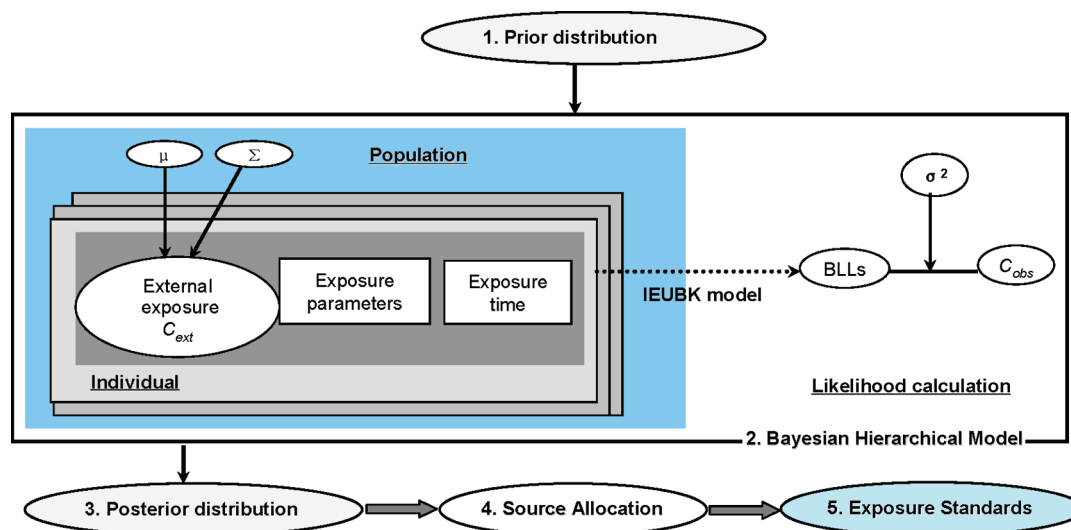 1. Prior distribution
μ
Σ
Population
σ 2
External
exposure
Cext
Exposure
parameters
Exposure
time
IEUBK model
BLLs
Cobs
Individual
Likelihood calculation
2. Bayesian Hierarchical Model
3. Posterior distribution
4. Source Allocation
5. Exposure Standards